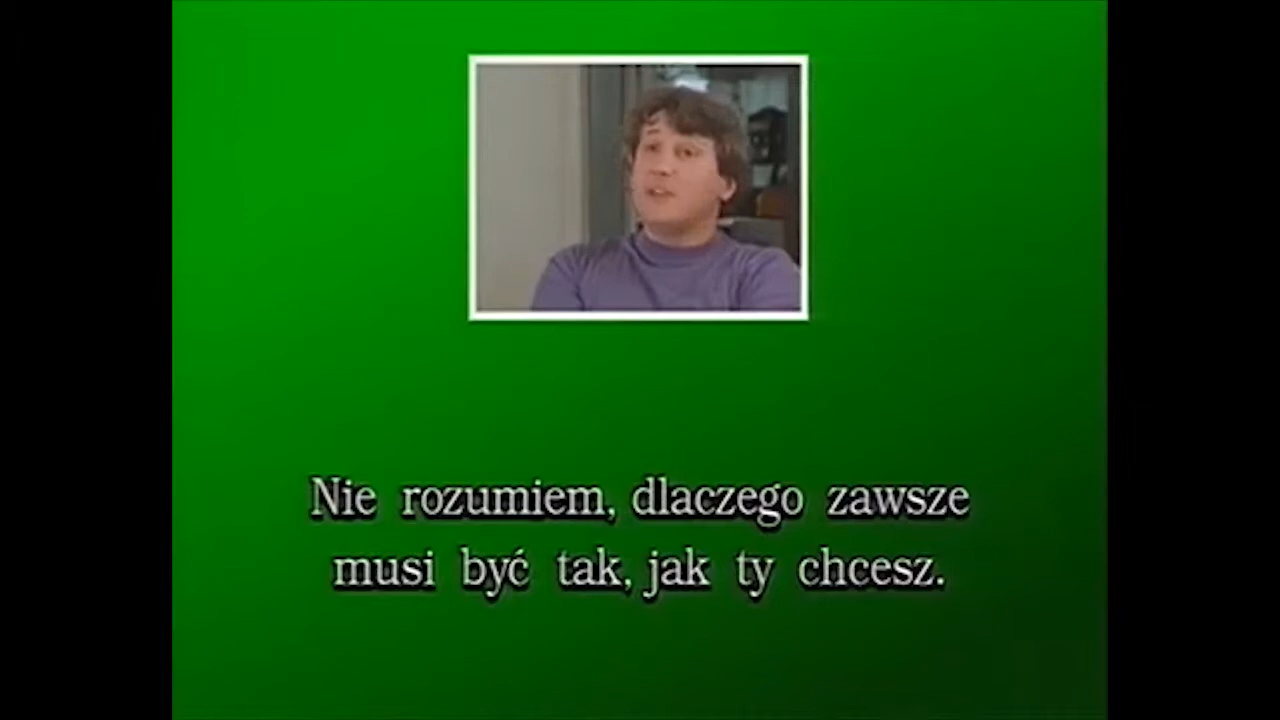 Nie rozumiem, dlaczego zawsze
musi być tak, jak ty chcesz.